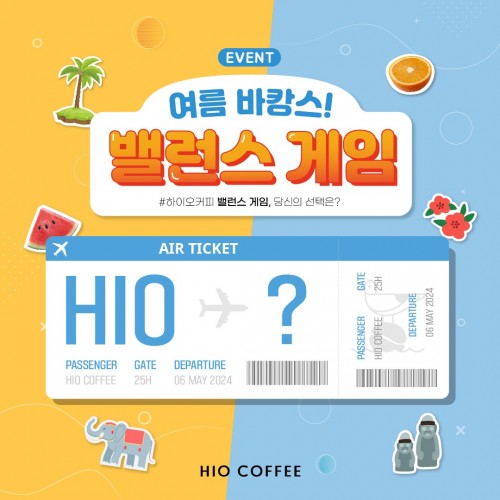 EVENT
여름 바캉스!
밸런스 게임
#하이오커피 밸런스 게임, 당신의 선택은?
AIR TICKET
HIO ?
PASSENGER GATE DEPARTURE
HIO COFFEE 25H 06 MAY 2024
PASSENGER GATE
HIO COFFEE 25H
DEPARTURE
06 MAY 2024
HIO COFFEE